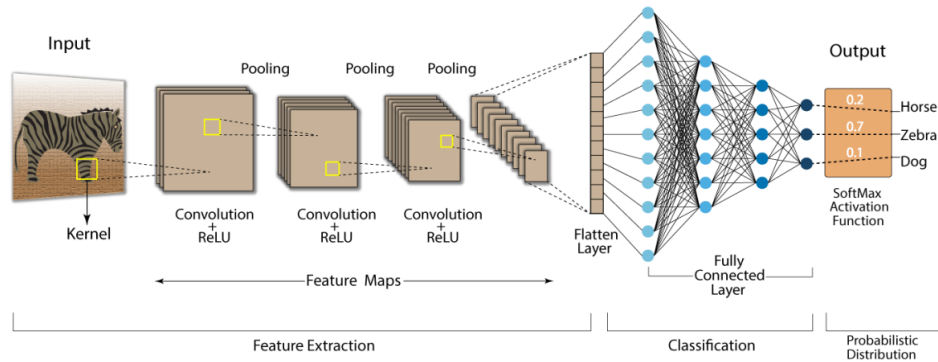 Input
Kernel
Pooling
Pooling
Pooling
Convolution
+
ReLU
Convolution
+
ReLU
Convolution
+
ReLU
Feature Maps
Flatten
Layer
Fully
Connected
Layer
Output
0.2
Horse
0.7
Zebra
0.1
Dog
SoftMax
Activation
Function
Feature Extraction
Classification
Probabilistic
Distribution